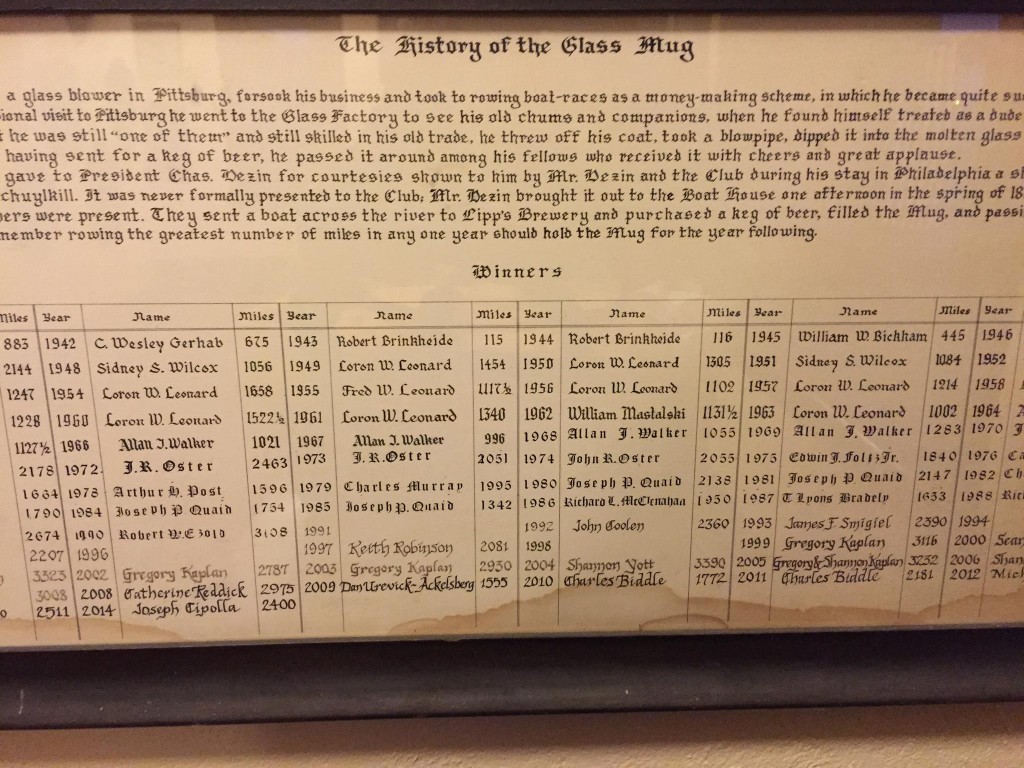 The History of the Glass Mug
a glass blower in Pittsburg, forsook his business and took to rowing boat-races as a money-making scheme, in which he became quite su
ional visit to Pittsburg he went to the Glass Factory to see his old chums and companions, when he found himself treated as a dude
t he was still "one of them" and still skilled in his old trade, he threw off his coat, took a blowpipe, dipped it into the molten glass
having sent for a keg of beer, he passed it around among his fellows who received it with cheers and great applause.
gave to President Chas. Dezin for courtesies shown to him by Mr. Dezin and the Club during his stay in Philadelphia a s
chuylkill. It was never formally presented to the Club, Mr. Dezin brought it out to the Boat House one afternoon in the spring of 18
bers were present. They sent a boat across the river to Lipp's Brewery and purchased a keg of beer, filled the Mug, and passi
member rowing the greatest number of miles in any one year should hold the Mug for the year following.
Winners
Miles Year Name Miles Year Name Miles Year Name Miles Year Name Miles Year
883 1942 C. Wesley Gerhab 675 1943 Robert Brinkheide 115 1944 Robert Brinkheide 116 1945 William W. Bickham 445 1946
2144 1948 Sidney S. Wilcox 1056 1949 Loron W. Leonard 1454 1950 Loron W. Leonard 1305 1951 Sidney S. Wilcox 1084 1952
1247 1954 Loron W. Leonard 1658 1955 Fred W. Leonard 1117½ 1956 Loron W. Leonard 1102 1957 Loron W. Leonard 1214 1958
1228 1960 Loron W. Leonard 1522½ 1961 Loron W. Leonard 1340 1962 William Mastalski 1131½ 1963 Loron W. Leonard 1002 1964
1127½ 1966 Allan J. Walker 1021 1967 Allan J. Walker 996 1968 Allan J. Walker 1055 1969 Allan J. Walker 1283 1970
2178 1972 J.R. Oster 2463 1973 J.R. Oster 2051 1974 John R. Oster 2055 1975 Edwin J. Foltz Jr. 1840 1976 Ca
1664 1978 Arthur H. Post 1596 1979 Charles Murray 1995 1980 Joseph P. Quaid 2138 1981 Joseph P. Quaid 2147 1982 Ch
1790 1984 Joseph P. Quaid 1754 1985 Joseph P. Quaid 1342 1986 Richard L. McClenahan 1950 1987 T Lyons Bradely 1653 1988 Ric
2674 1990 Robert W. Ezold 3108 1991 1992 John Coolen 2360 1993 James F. Smigiel 2390 1994
2207 1996 1997 Keith Robinson 2081 1998 1999 Gregory Kaplan 3116 2000 Sean
3323 2002 Gregory Kaplan 2787 2003 Gregory Kaplan 2930 2004 Shannon Yott 3390 2005 Gregory & Shannon Kaplan 3252 2006 Shan
3008 2008 Catherine Reddick 2975 2009 Dan Urevick-Ackelsberg 1555 2010 Charles Biddle 1772 2011 Charles Biddle 2181 2012 Mich
2511 2014 Joseph Cipolla 2400